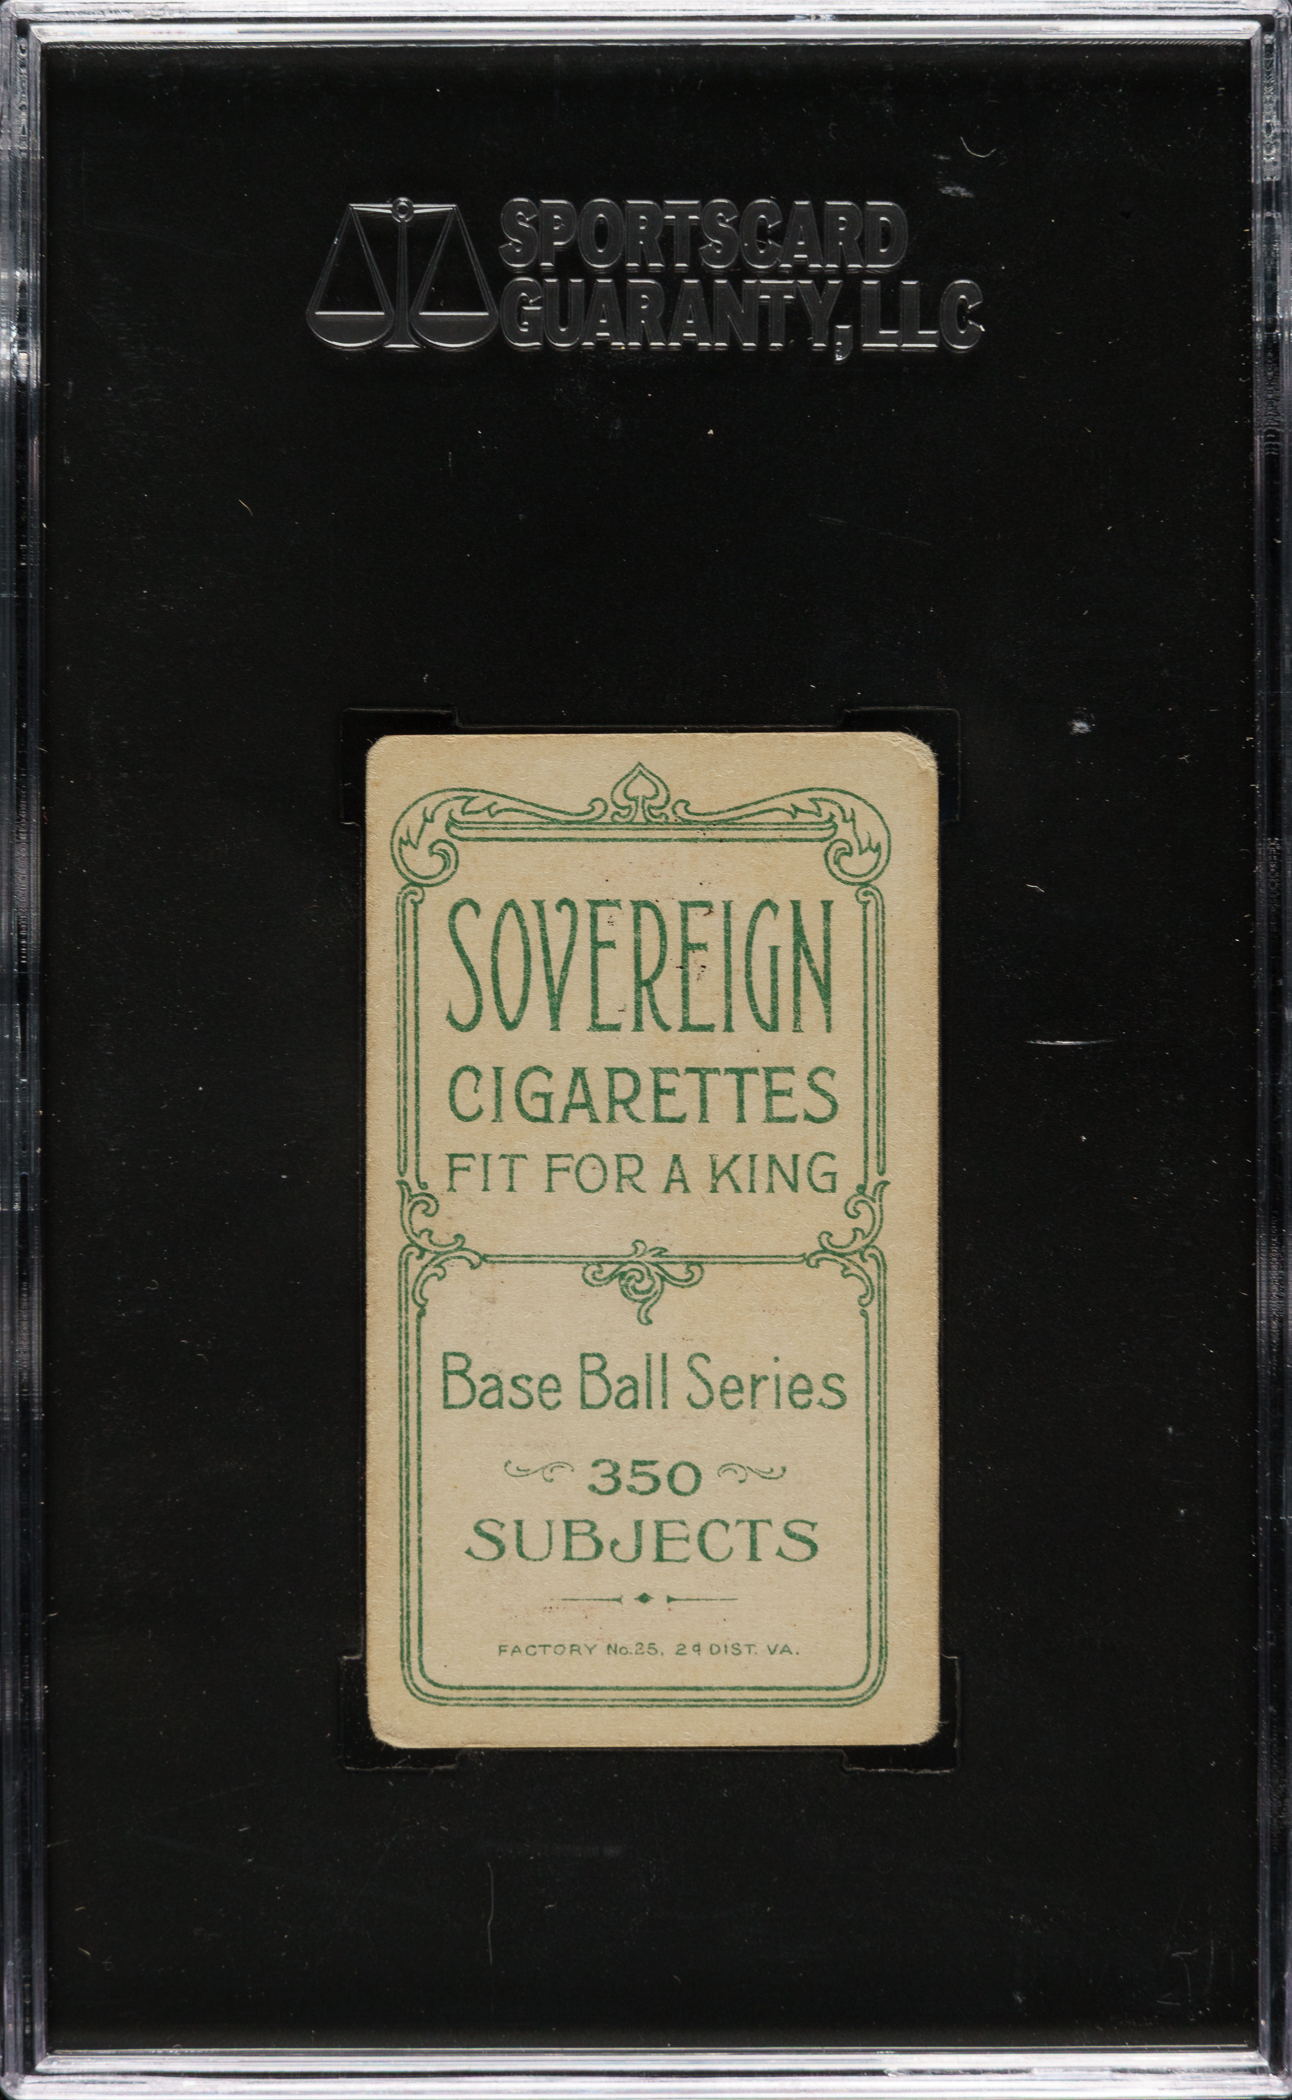 SPORTSCARD
GUARANTY, LLC
SOVEREIGN
CIGARETTES
FIT FOR A KING
Base Ball Series
350
SUBJECTS
FACTORY No. 25, 2d DIST. VA.